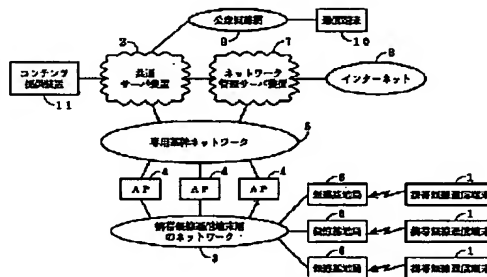 2
公衆回線網
9
通信端末
10
コンテンツ
提供装置
11
共通
サーバ装置
7
ネットワーク
管理サーバ装置
8
インターネット
専用基幹ネットワーク
5
AP
4
AP
4
AP
4
携帯無線通信端末用
のネットワーク
3
6
無線基地局
1
携帯無線通信端末
6
無線基地局
1
携帯無線通信端末
6
無線基地局
1
携帯無線通信端末